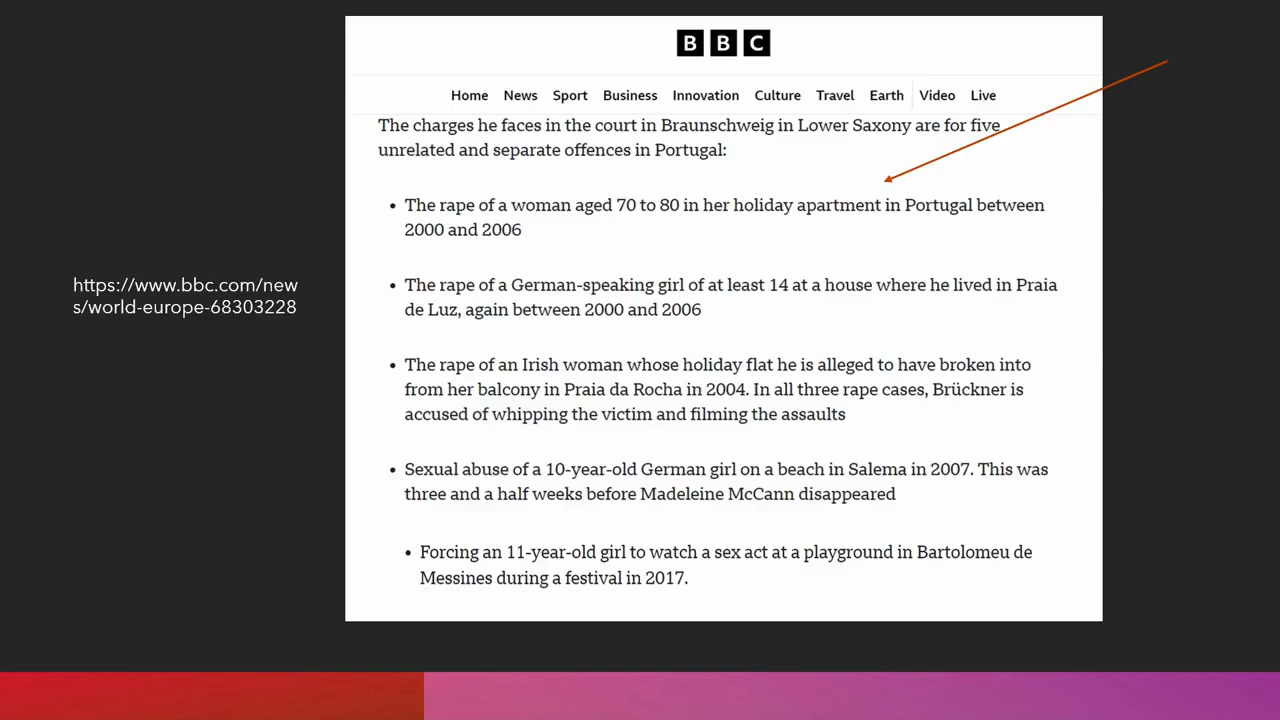 BBC
Home News Sport Business Innovation Culture Travel Earth Video Live
The charges he faces in the court in Braunschweig in Lower Saxony are for five
unrelated and separate offences in Portugal:
• The rape of a woman aged 70 to 80 in her holiday apartment in Portugal between
2000 and 2006
• The rape of a German-speaking girl of at least 14 at a house where he lived in Praia
de Luz, again between 2000 and 2006
• The rape of an Irish woman whose holiday flat he is alleged to have broken into
from her balcony in Praia da Rocha in 2004. In all three rape cases, Brückner is
accused of whipping the victim and filming the assaults
• Sexual abuse of a 10-year-old German girl on a beach in Salema in 2007. This was
three and a half weeks before Madeleine McCann disappeared
• Forcing an 11-year-old girl to watch a sex act at a playground in Bartolomeu de
Messines during a festival in 2017.
https://www.bbc.com/new
s/world-europe-68303228